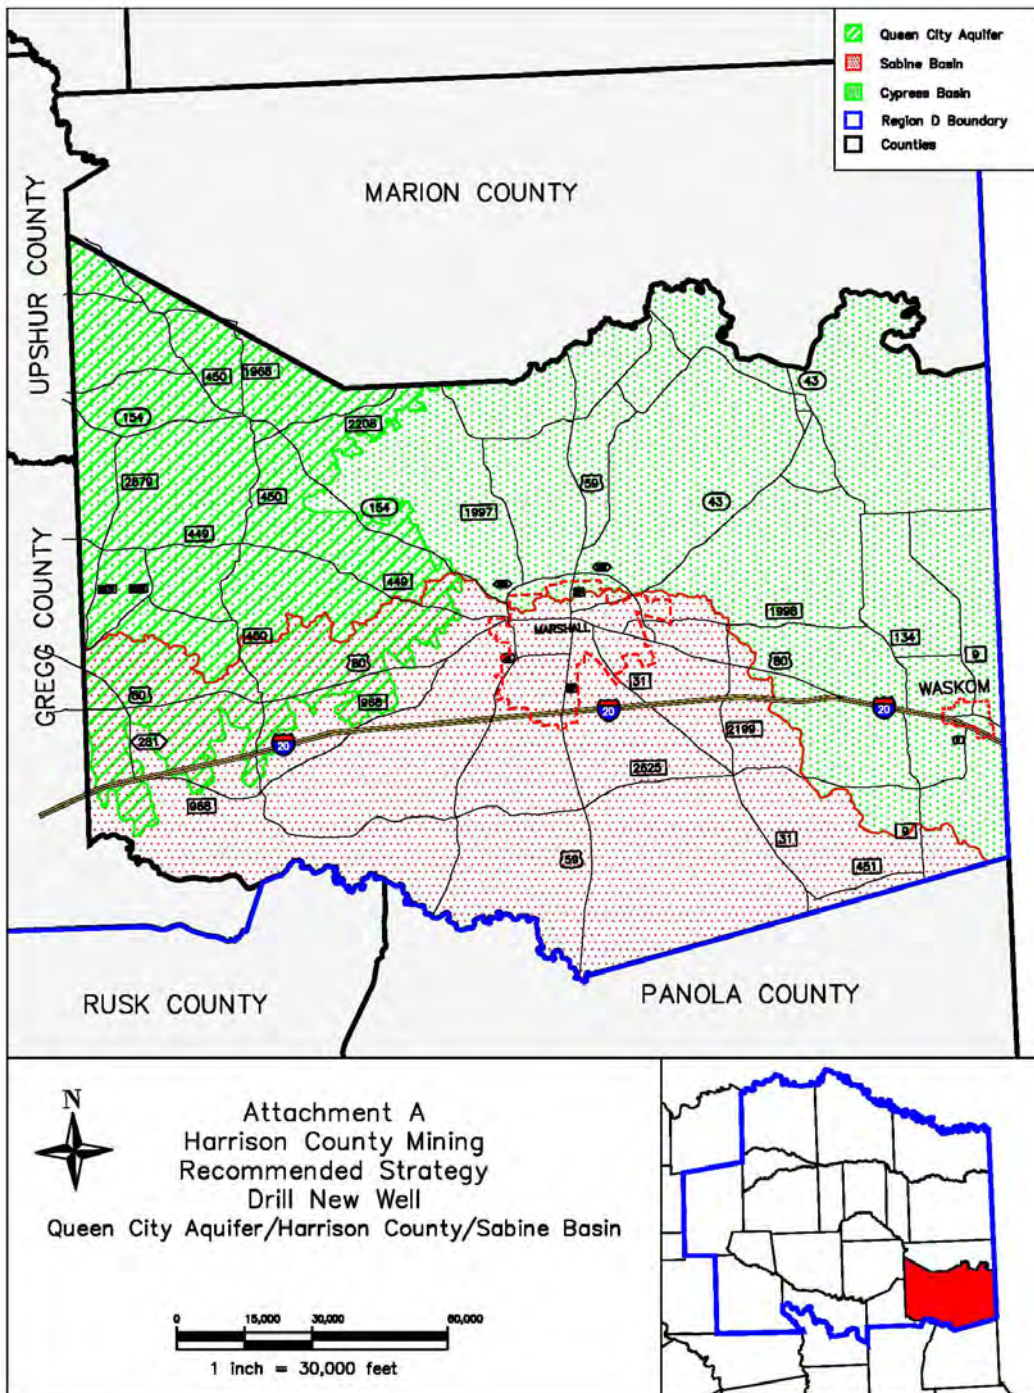 Queen City Aquifer
Sabine Basin
Cypress Basin
Region D Boundary
Counties
MARION COUNTY
UPSHUR COUNTY
GREGG COUNTY
RUSK COUNTY
PANOLA COUNTY
450
1968
43
154
2208
2879
450
59
154
1997
43
449
449
1998
450
MARSHALL
134
9
80
80
80
968
31
WASKOM
20
20
281
20
2199
2625
968
9
31
59
451
N
Attachment A
Harrison County Mining
Recommended Strategy
Drill New Well
Queen City Aquifer/Harrison County/Sabine Basin
0 15,000 30,000 60,000
1 inch = 30,000 feet